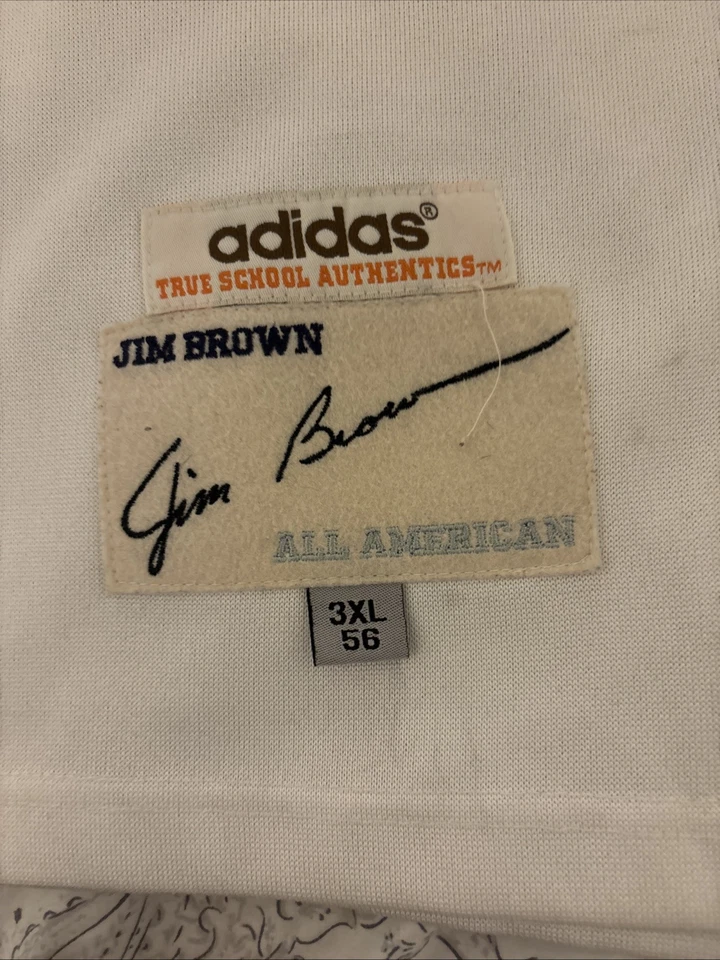 adidas®
TRUE SCHOOL AUTHENTICS™
JIM BROWN
Jim Brown
ALL AMERICAN
3XL
56